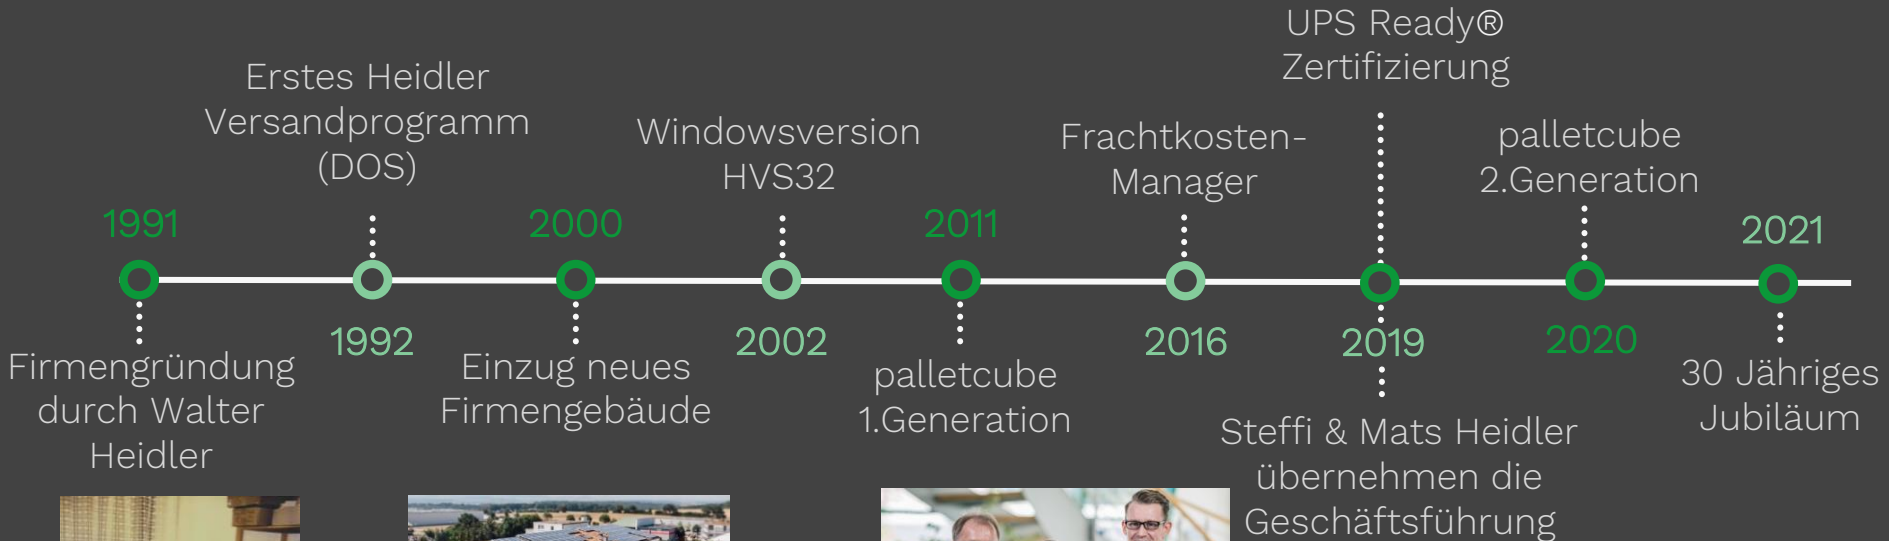 1991
Firmengründung
durch Walter
Heidler
Erstes Heidler
Versandprogramm
(DOS)
1992
2000
Einzug neues
Firmengebäude
Windowsversion
HVS32
2002
2011
palletcube
1.Generation
Frachtkosten-
Manager
2016
UPS Ready®
Zertifizierung
2019
Steffi & Mats Heidler
übernehmen die
Geschäftsführung
palletcube
2.Generation
2020
2021
30 Jähriges
Jubiläum